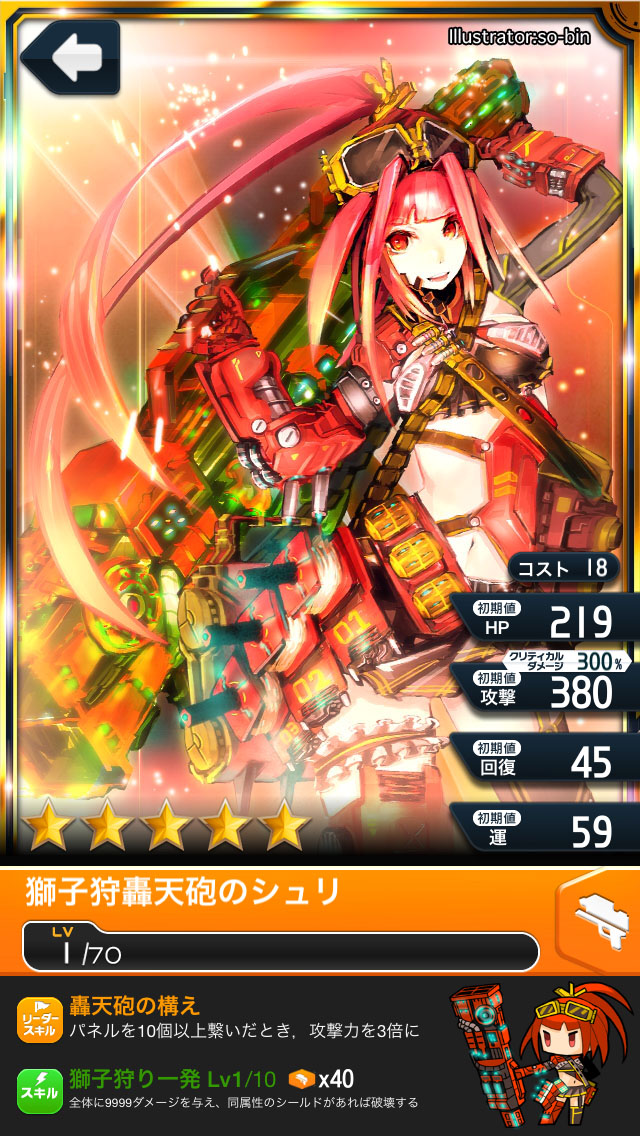 Illustrator:so-bin
01
02
03
コスト 18
初期値
HP 219
クリティカル
ダメージ 300%
初期値
攻撃 380
初期値
回復 45
初期値
運 59
獅子狩轟天砲のシュリ
LV
1/70
リーダー
スキル
轟天砲の構え
パネルを10個以上繋いだとき，攻撃力を3倍に
スキル
獅子狩り一発 Lv1/10 x40
全体に9999ダメージを与え、同属性のシールドがあれば破壊する